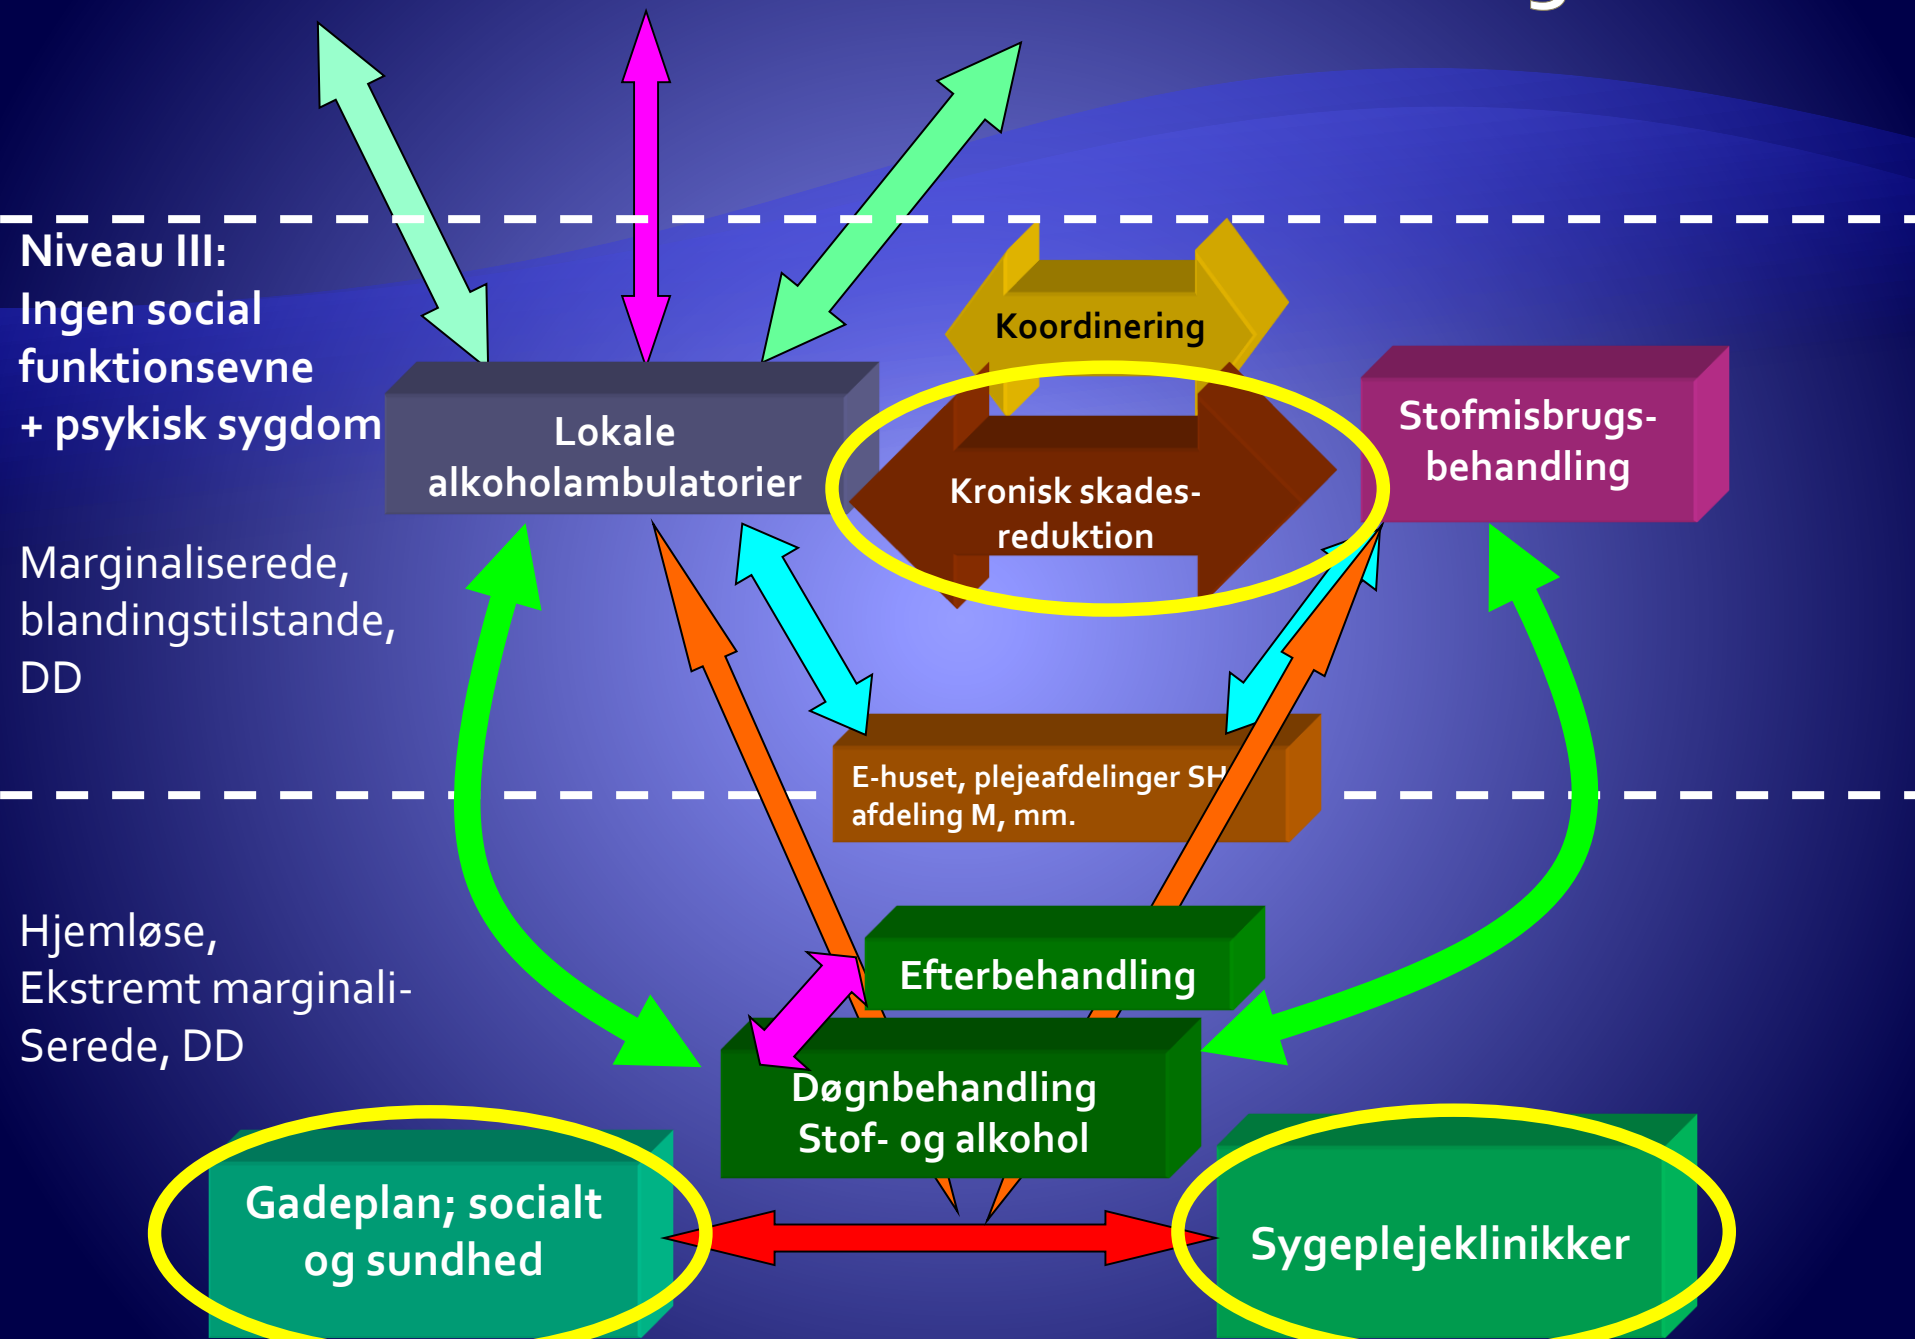 Niveau III:
Ingen social
funktionsevne
+ psykisk sygdom
Koordinering
Lokale
alkoholambulatorier
Kronisk skades-
reduktion
Stofmisbrugs-
behandling
Marginaliserede,
blandingstilstande,
DD
E-huset, plejeafdelinger SH
afdeling M, mm.
Hjemløse,
Ekstremt marginali-
Serede, DD
Efterbehandling
Døgnbehandling
Stof- og alkohol
Gadeplan; socialt
og sundhed
Sygeplejeklinikker